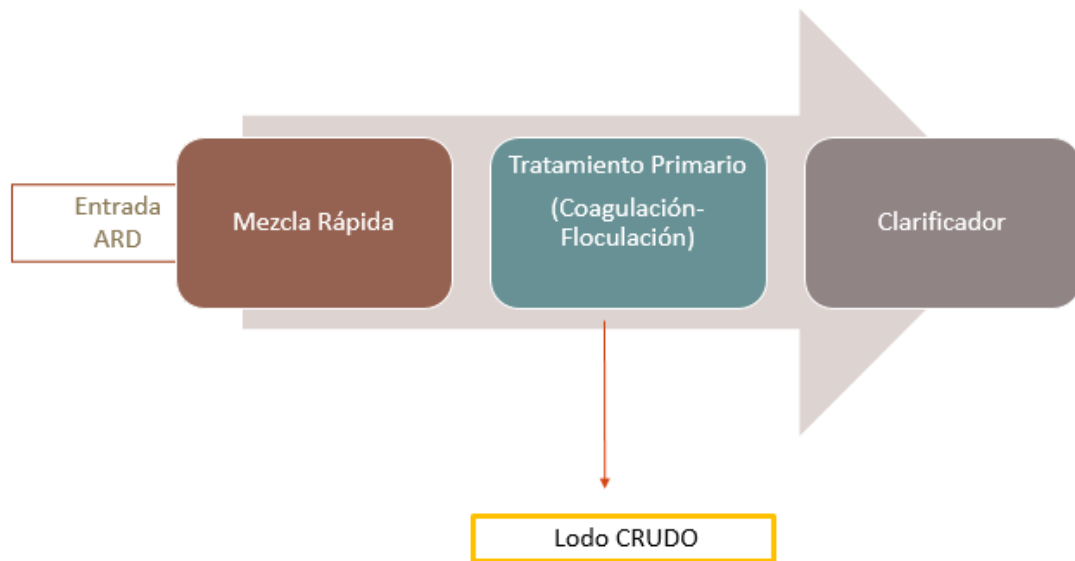 Entrada
ARD
Mezcla Rápida
Tratamiento Primario
(Coagulación-
Floculación)
Clarificador
Lodo CRUDO